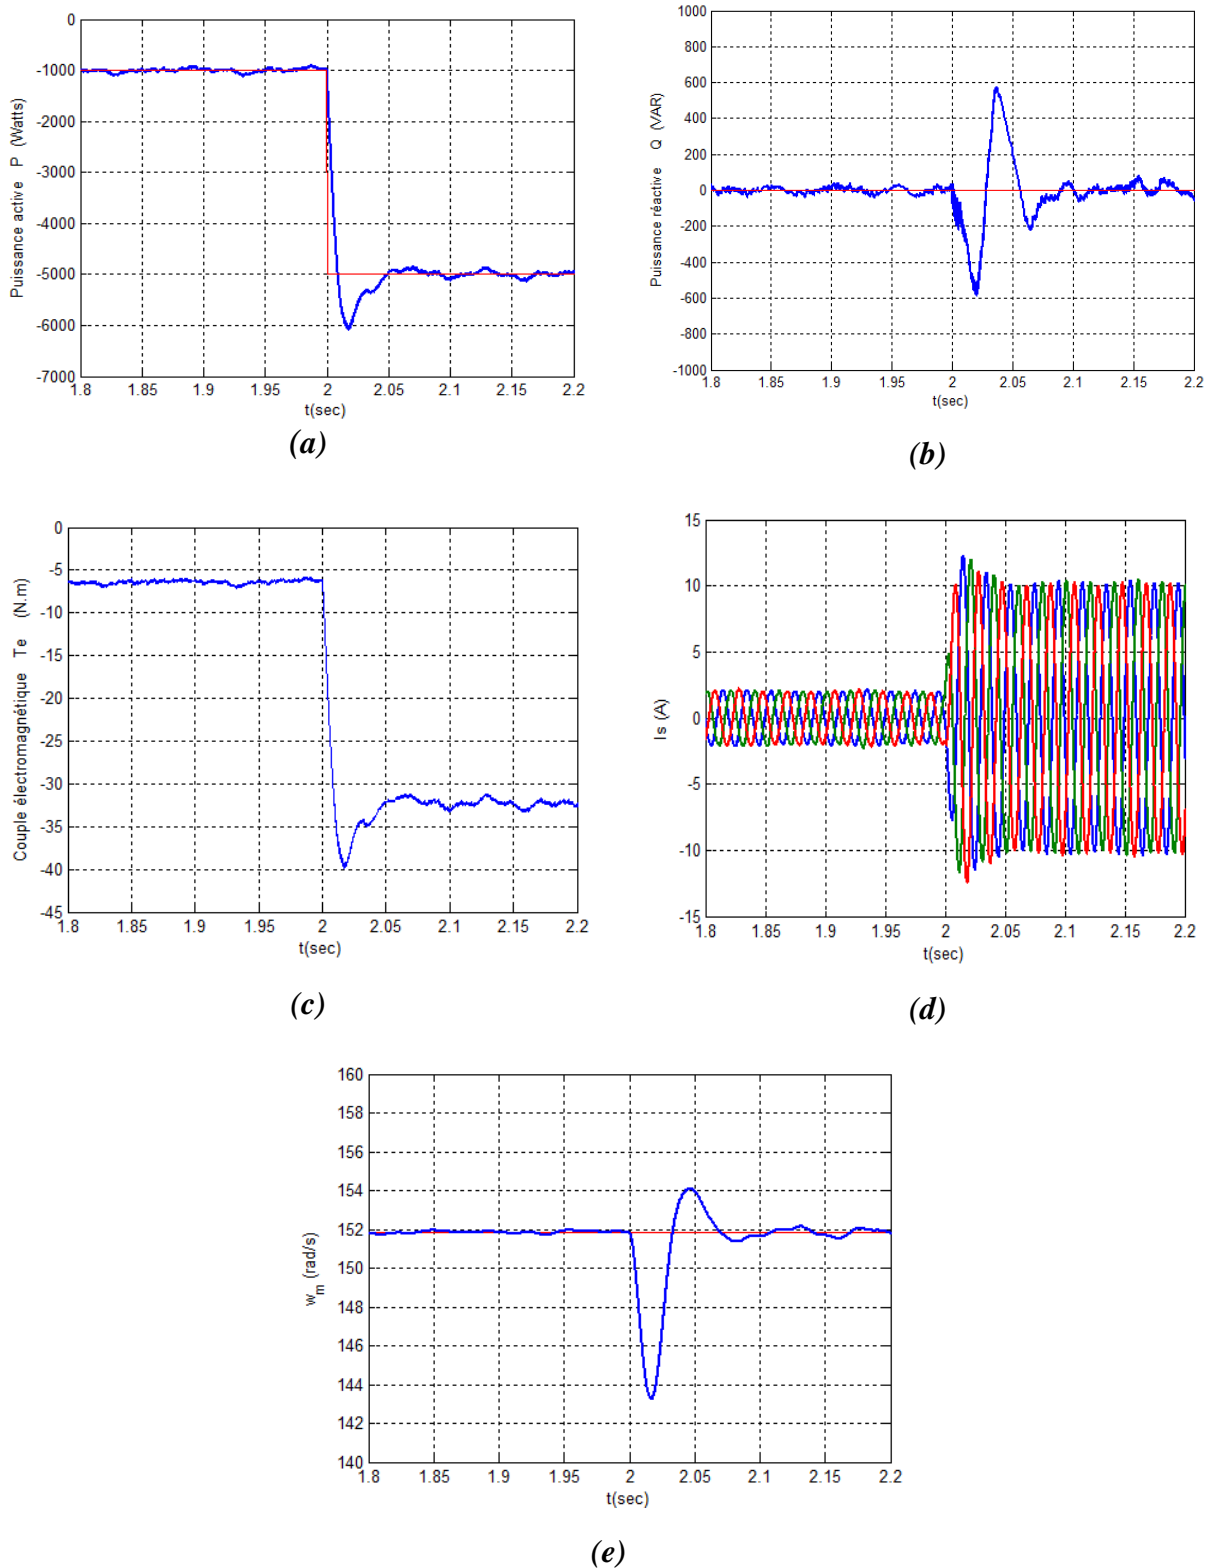 0
-1000
-2000
-3000
-4000
-5000
-6000
-7000
1.8 1.85 1.9 1.95 2 2.05 2.1 2.15 2.2
Puissance active P (Watts)
t(sec)
(a)
1000
800
600
400
200
0
-200
-400
-600
-800
-1000
1.8 1.85 1.9 1.95 2 2.05 2.1 2.15 2.2
Puissance réactive Q (VAR)
t(sec)
(b)
0
-5
-10
-15
-20
-25
-30
-35
-40
-45
1.8 1.85 1.9 1.95 2 2.05 2.1 2.15 2.2
Couple électromagnétique Te (N.m)
t(sec)
(c)
15
10
5
0
-5
-10
-15
1.8 1.85 1.9 1.95 2 2.05 2.1 2.15 2.2
Is (A)
t(sec)
(d)
160
158
156
154
152
150
148
146
144
142
140
1.8 1.85 1.9 1.95 2 2.05 2.1 2.15 2.2
w_m (rad/s)
t(sec)
(e)